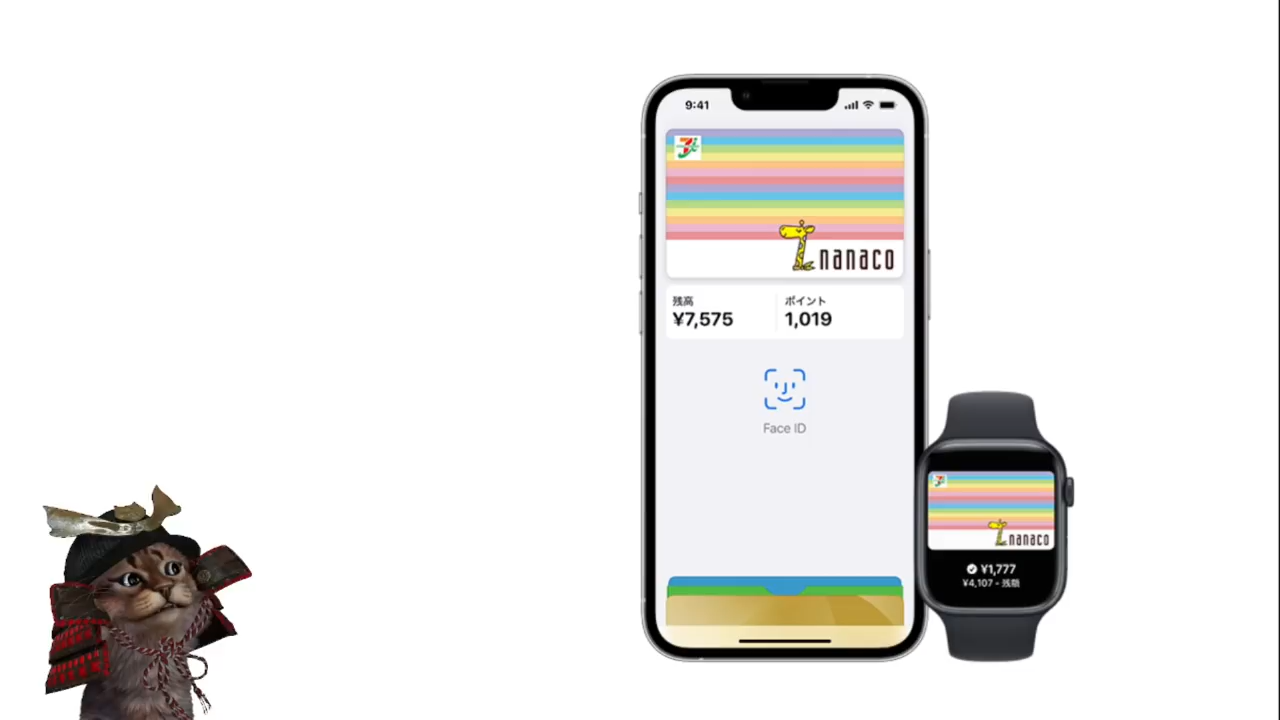 9:41
nanaco
残高
¥7,575
ポイント
1,019
Face ID
nanaco
¥1,777
¥4,107 - 残額